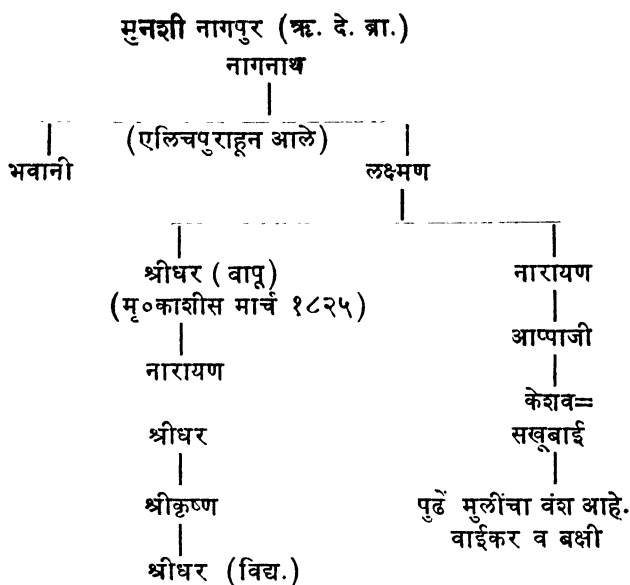 मुनशी नागपुर (ऋ. दे. ब्रा.)
नागनाथ
(एलिचपुराहून आले)
भवानी लक्ष्मण
श्रीधर (बापू) नारायण
(मृ०काशीस मार्च १८२५)
आप्पाजी
नारायण
केशव=
श्रीधर सखूबाई
श्रीकृष्ण पुढें मुलींचा वंश आहे.
वाईकर व बक्षी
श्रीधर (विद्य.)